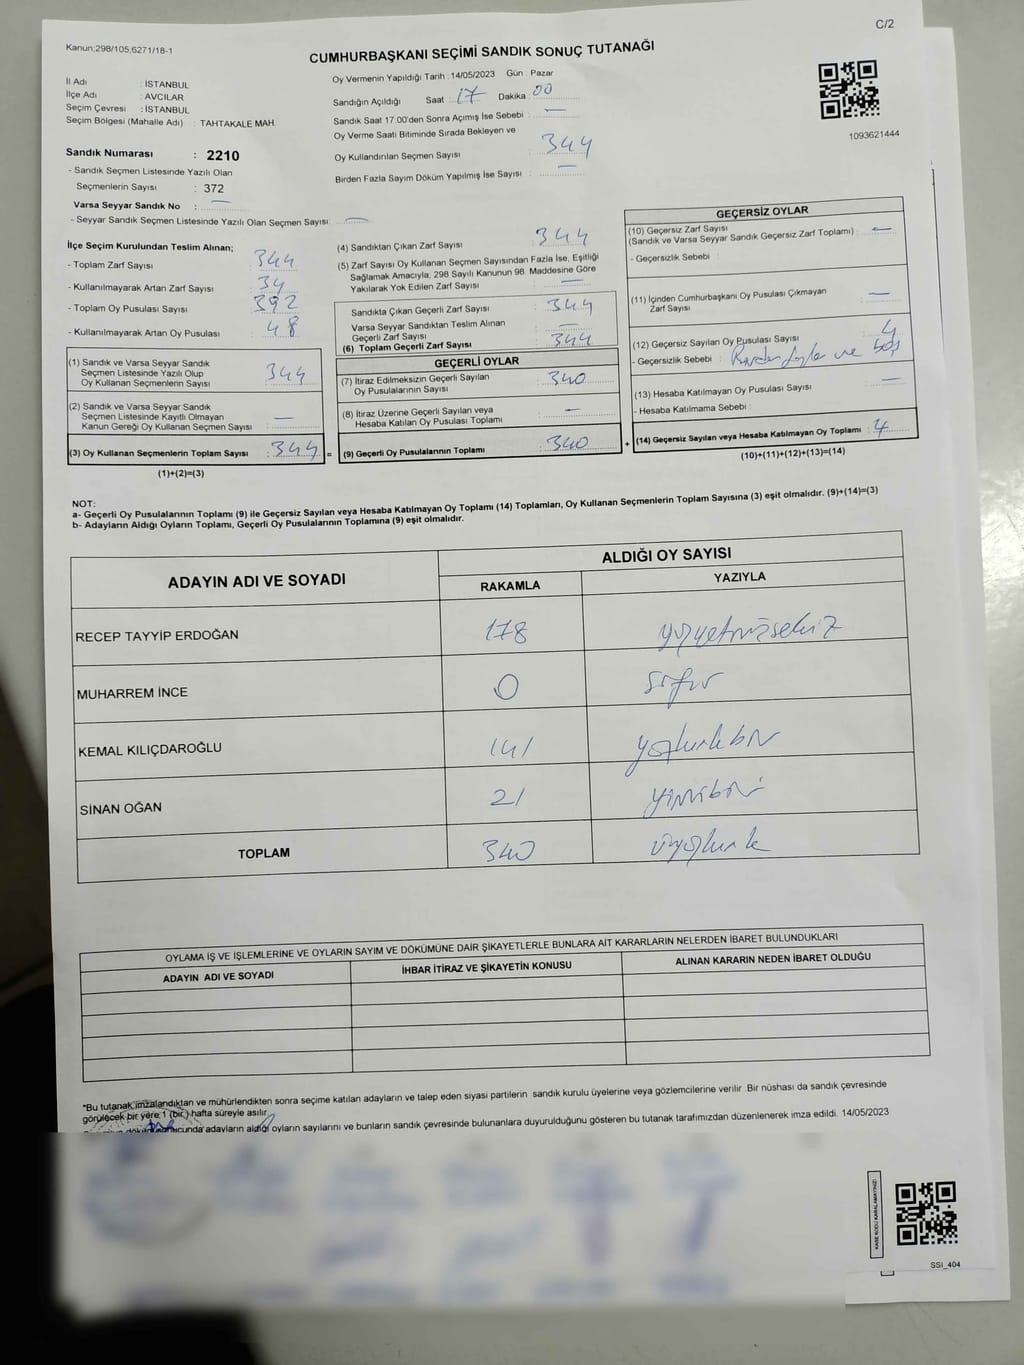 C/2
Kanun;298/105,6271/18-1
CUMHURBAŞKANI SEÇİMİ SANDIK SONUÇ TUTANAĞI
İl Adı : İSTANBUL
İlçe Adı : AVCILAR
Seçim Çevresi : İSTANBUL
Seçim Bölgesi (Mahalle Adı) : TAHTAKALE MAH.
Oy Vermenin Yapıldığı Tarih : 14/05/2023 Gün : Pazar
Sandığın Açıldığı Saat : 17 Dakika : 00
Sandık Saat 17:00'den Sonra Açımış İse Sebebi : —
Oy Verme Saati Bitiminde Sırada Bekleyen ve
Oy Kullandırılan Seçmen Sayısı : 344
Birden Fazla Sayım Döküm Yapılmış İse Sayısı : —
1093621444
Sandık Numarası : 2210
- Sandık Seçmen Listesinde Yazılı Olan
Seçmenlerin Sayısı : 372
Varsa Seyyar Sandık No : —
- Seyyar Sandık Seçmen Listesinde Yazılı Olan Seçmen Sayısı: —
İlçe Seçim Kurulundan Teslim Alınan;
- Toplam Zarf Sayısı : 344
- Kullanılmayarak Artan Zarf Sayısı : 34
- Toplam Oy Pusulası Sayısı : 392
- Kullanılmayarak Artan Oy Pusulası : 48
(1) Sandık ve Varsa Seyyar Sandık
Seçmen Listesinde Yazılı Olup
Oy Kullanan Seçmenlerin Sayısı : 344
(2) Sandık ve Varsa Seyyar Sandık
Seçmen Listesinde Kayıtlı Olmayan
Kanun Gereği Oy Kullanan Seçmen Sayısı : —
(3) Oy Kullanan Seçmenlerin Toplam Sayısı : 344 =
(1)+(2)=(3)
(4) Sandıktan Çıkan Zarf Sayısı : 344
(5) Zarf Sayısı Oy Kullanan Seçmen Sayısından Fazla İse, Eşitliği
Sağlamak Amacıyla; 298 Sayılı Kanunun 98. Maddesine Göre
Yakılarak Yok Edilen Zarf Sayısı : —
Sandıkta Çıkan Geçerli Zarf Sayısı : 344
Varsa Seyyar Sandıktan Teslim Alınan
Geçerli Zarf Sayısı : —
(6) Toplam Geçerli Zarf Sayısı : 344
GEÇERLİ OYLAR
(7) İtiraz Edilmeksizin Geçerli Sayılan
Oy Pusulalarının Sayısı : 340
(8) İtiraz Üzerine Geçerli Sayılan veya
Hesaba Katılan Oy Pusulası Toplamı : —
(9) Geçerli Oy Pusulalarının Toplamı : 340 +
GEÇERSİZ OYLAR
(10) Geçersiz Zarf Sayısı
(Sandık ve Varsa Seyyar Sandık Geçersiz Zarf Toplamı) : —
- Geçersizlik Sebebi :
(11) İçinden Cumhurbaşkanı Oy Pusulası Çıkmayan
Zarf Sayısı : —
(12) Geçersiz Sayılan Oy Pusulası Sayısı : 4
- Geçersizlik Sebebi : ve boş
(13) Hesaba Katılmayan Oy Pusulası Sayısı : —
- Hesaba Katılmama Sebebi :
(14) Geçersiz Sayılan veya Hesaba Katılmayan Oy Toplamı : 4
(10)+(11)+(12)+(13)=(14)
NOT:
a- Geçerli Oy Pusulalarının Toplamı (9) ile Geçersiz Sayılan veya Hesaba Katılmayan Oy Toplamı (14) Toplamları, Oy Kullanan Seçmenlerin Toplam Sayısına (3) eşit olmalıdır. (9)+(14)=(3)
b- Adayların Aldığı Oyların Toplamı, Geçerli Oy Pusulalarının Toplamına (9) eşit olmalıdır.
ADAYIN ADI VE SOYADI ALDIĞI OY SAYISI
RAKAMLA YAZIYLA
RECEP TAYYİP ERDOĞAN 178 yüzyetmişsekiz
MUHARREM İNCE 0 sıfır
KEMAL KILIÇDAROĞLU 141 yüzkırkbir
SİNAN OĞAN 21 yirmibir
TOPLAM 340 üçyüzkırk
OYLAMA İŞ VE İŞLEMLERİNE VE OYLARIN SAYIM VE DÖKÜMÜNE DAİR ŞİKAYETLERLE BUNLARA AİT KARARLARIN NELERDEN İBARET BULUNDUKLARI
ADAYIN ADI VE SOYADI İHBAR İTİRAZ VE ŞİKAYETİN KONUSU ALINAN KARARIN NEDEN İBARET OLDUĞU
*Bu tutanak imzalandıktan ve mühürlendikten sonra seçime katılan adayların ve talep eden siyasi partilerin sandık kurulu üyelerine veya gözlemcilerine verilir. Bir nüshası da sandık çevresinde
görülecek bir yere 1 (bir) hafta süreyle asılır.
adayların aldığı oyların sayılarını ve bunların sandık çevresinde bulunanlara duyurulduğunu gösteren bu tutanak tarafımızdan düzenlenerek imza edildi. 14/05/2023
KARE KODU KARALAMAYINIZ!
SSI_404